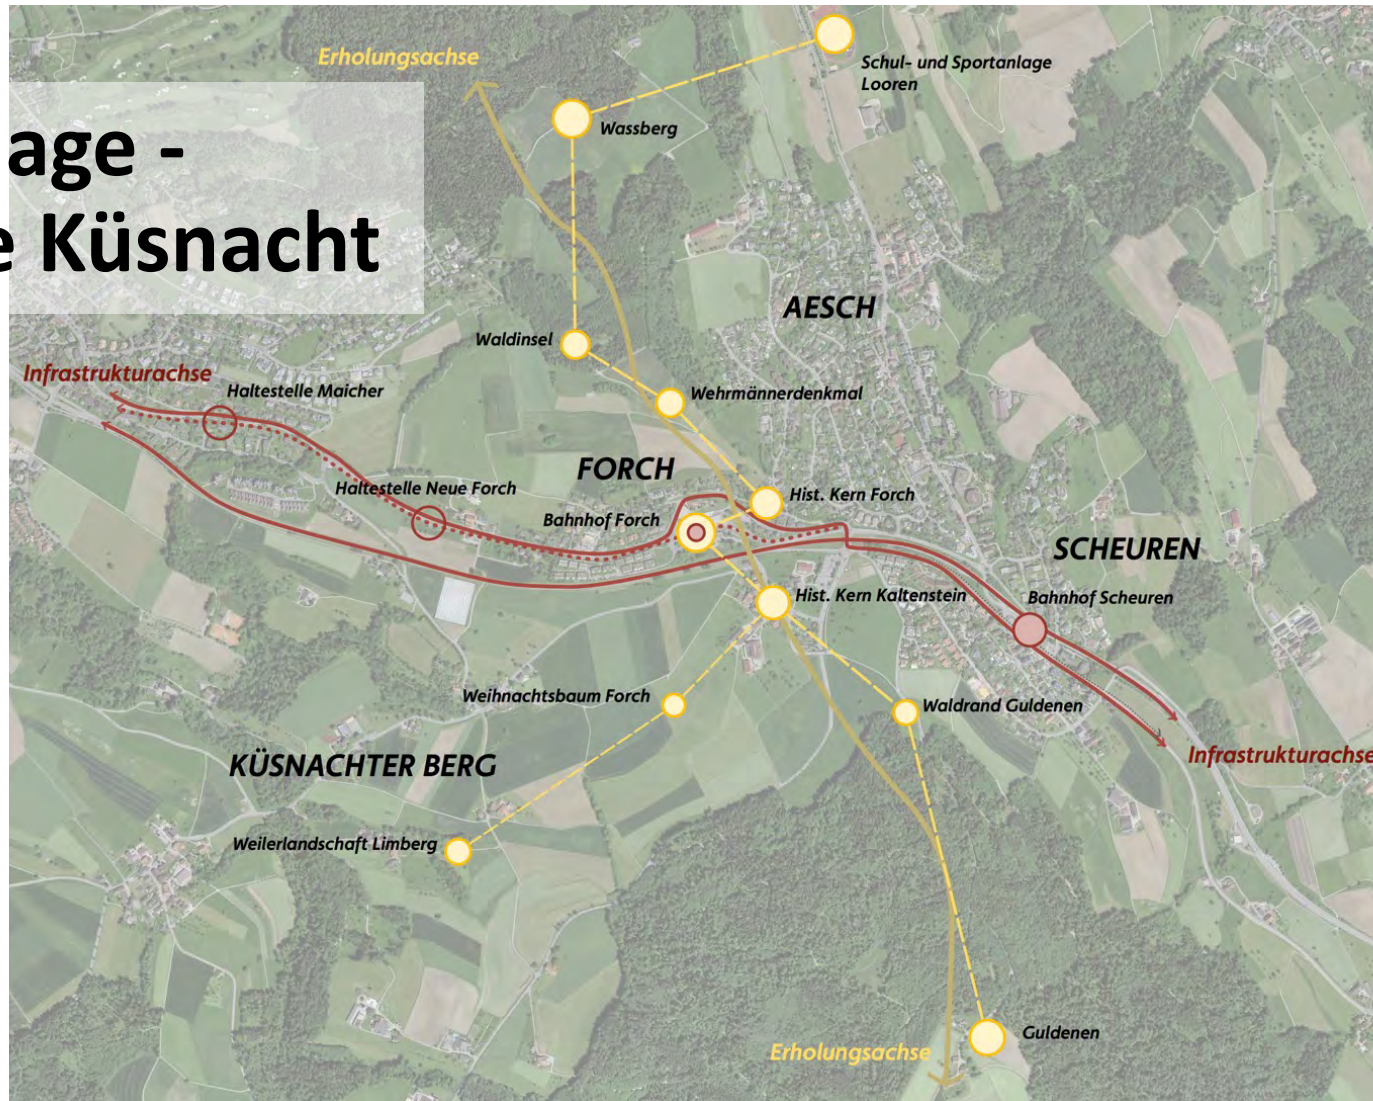 Erholungsachse
Schul- und Sportanlage
Looren
age -
Wassberg
e Küsnacht
AESCH
Waldinsel
Infrastrukturachse
Haltestelle Maicher
Wehrmännerdenkmal
FORCH
Haltestelle Neue Forch
Hist. Kern Forch
Bahnhof Forch
SCHEUREN
Hist. Kern Kaltenstein
Bahnhof Scheuren
Weihnachtsbaum Forch
Waldrand Guldenen
Infrastrukturachse
KÜSNACHTER BERG
Weilerlandschaft Limberg
Guldenen
Erholungsachse